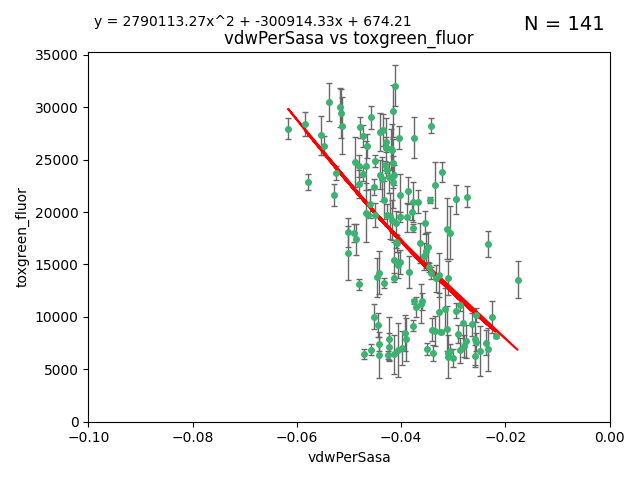 y = 2790113.27x^2 + -300914.33x + 674.21
N = 141
vdwPerSasa vs toxgreen_fluor
35000
30000
25000
20000
15000
10000
5000
0
toxgreen_fluor
−0.10 −0.08 −0.06 −0.04 −0.02 0.00
vdwPerSasa